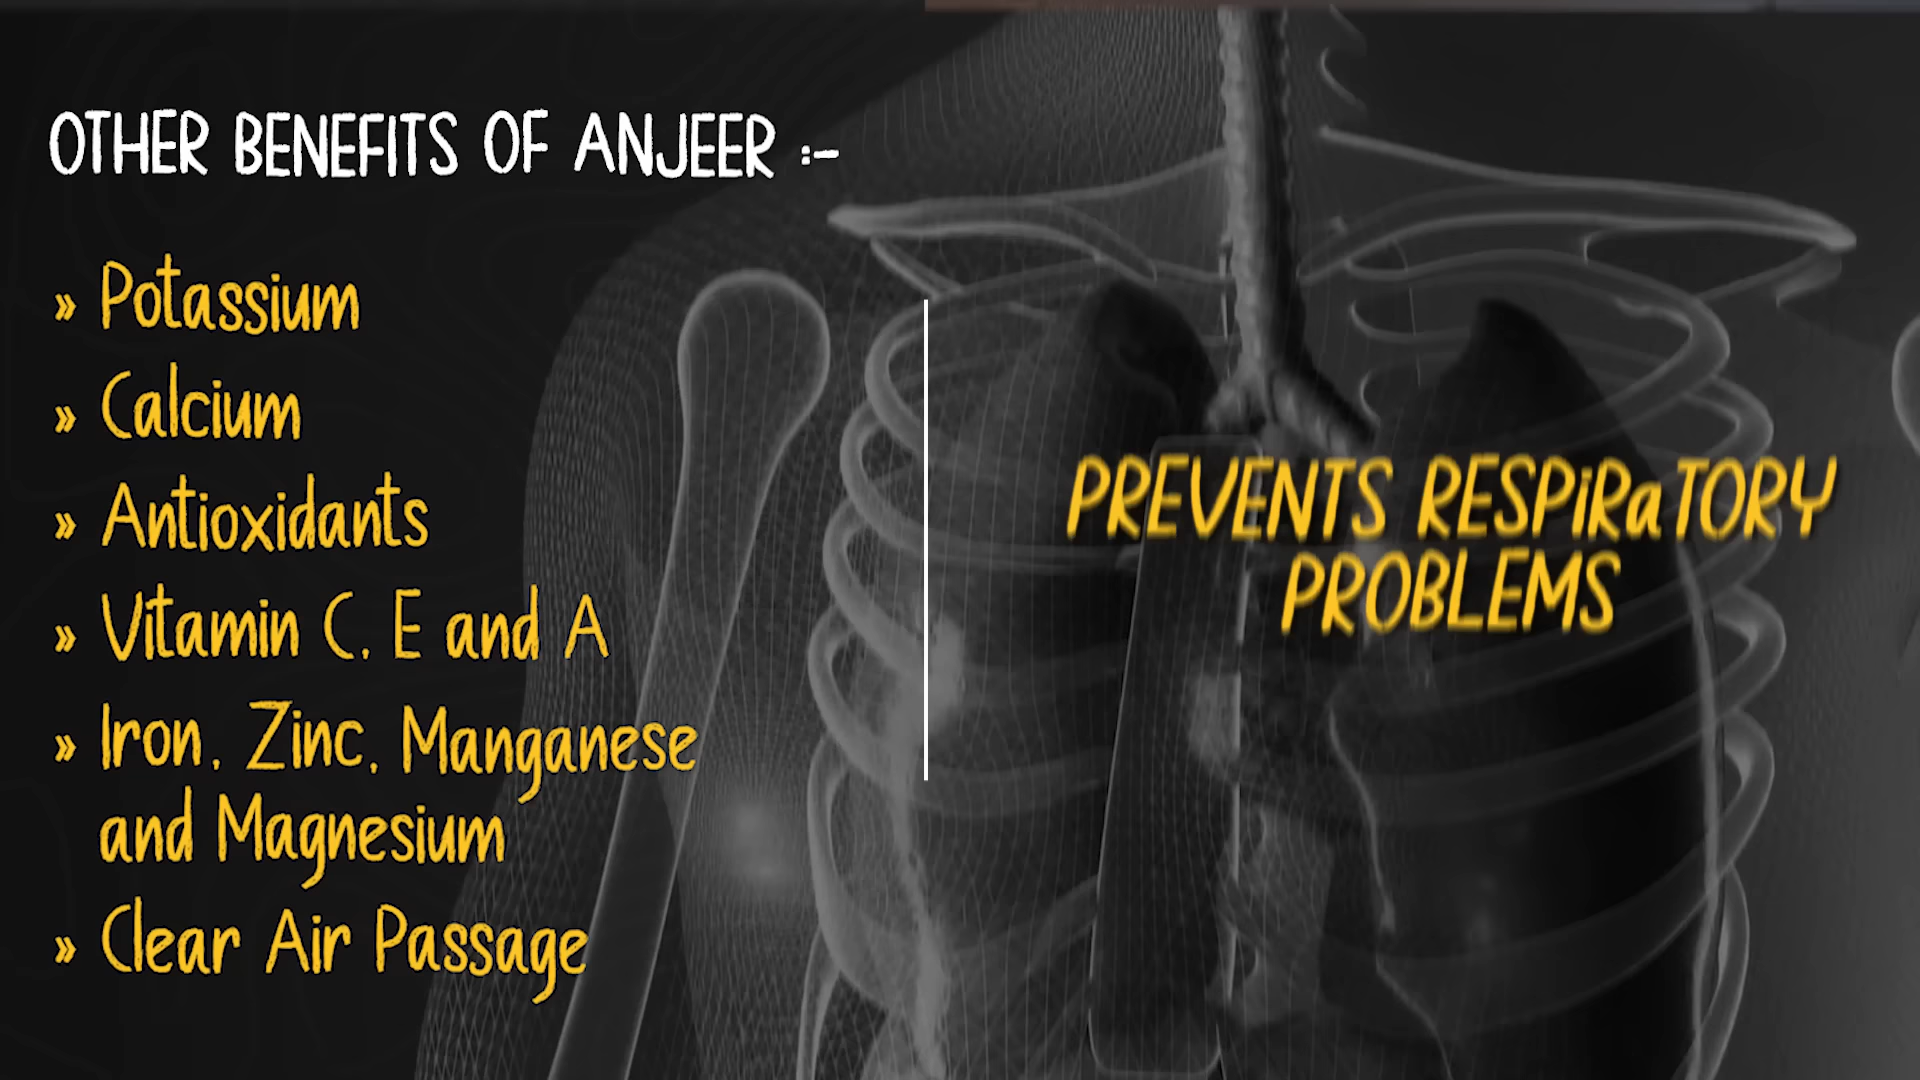 OTHER BENEFITS OF ANJEER :-
» Potassium
» Calcium
» Antioxidants
» Vitamin C, E and A
» Iron, Zinc, Manganese
and Magnesium
» Clear Air Passage
PREVENTS RESPiRaTORY
PROBLEMS